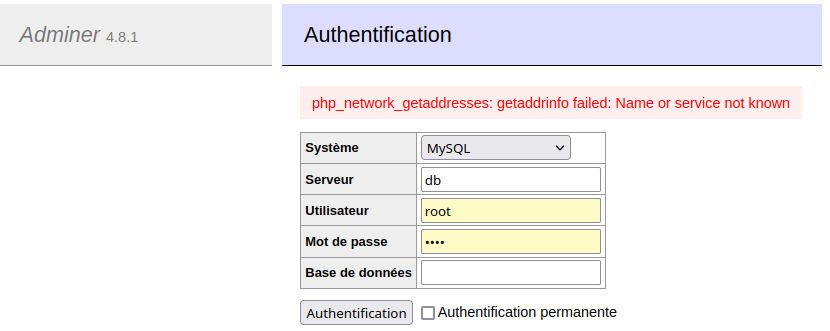 Adminer 4.8.1
Authentification
php_network_getaddresses: getaddrinfo failed: Name or service not known
Système MySQL
Serveur db
Utilisateur root
Mot de passe ••••
Base de données
Authentification Authentification permanente